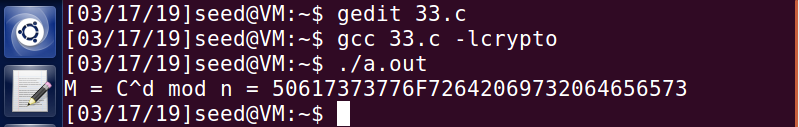 [03/17/19]seed@VM:~$ gedit 33.c
[03/17/19]seed@VM:~$ gcc 33.c -lcrypto
[03/17/19]seed@VM:~$ ./a.out
M = C^d mod n = 50617373776F72642069732064656573
[03/17/19]seed@VM:~$